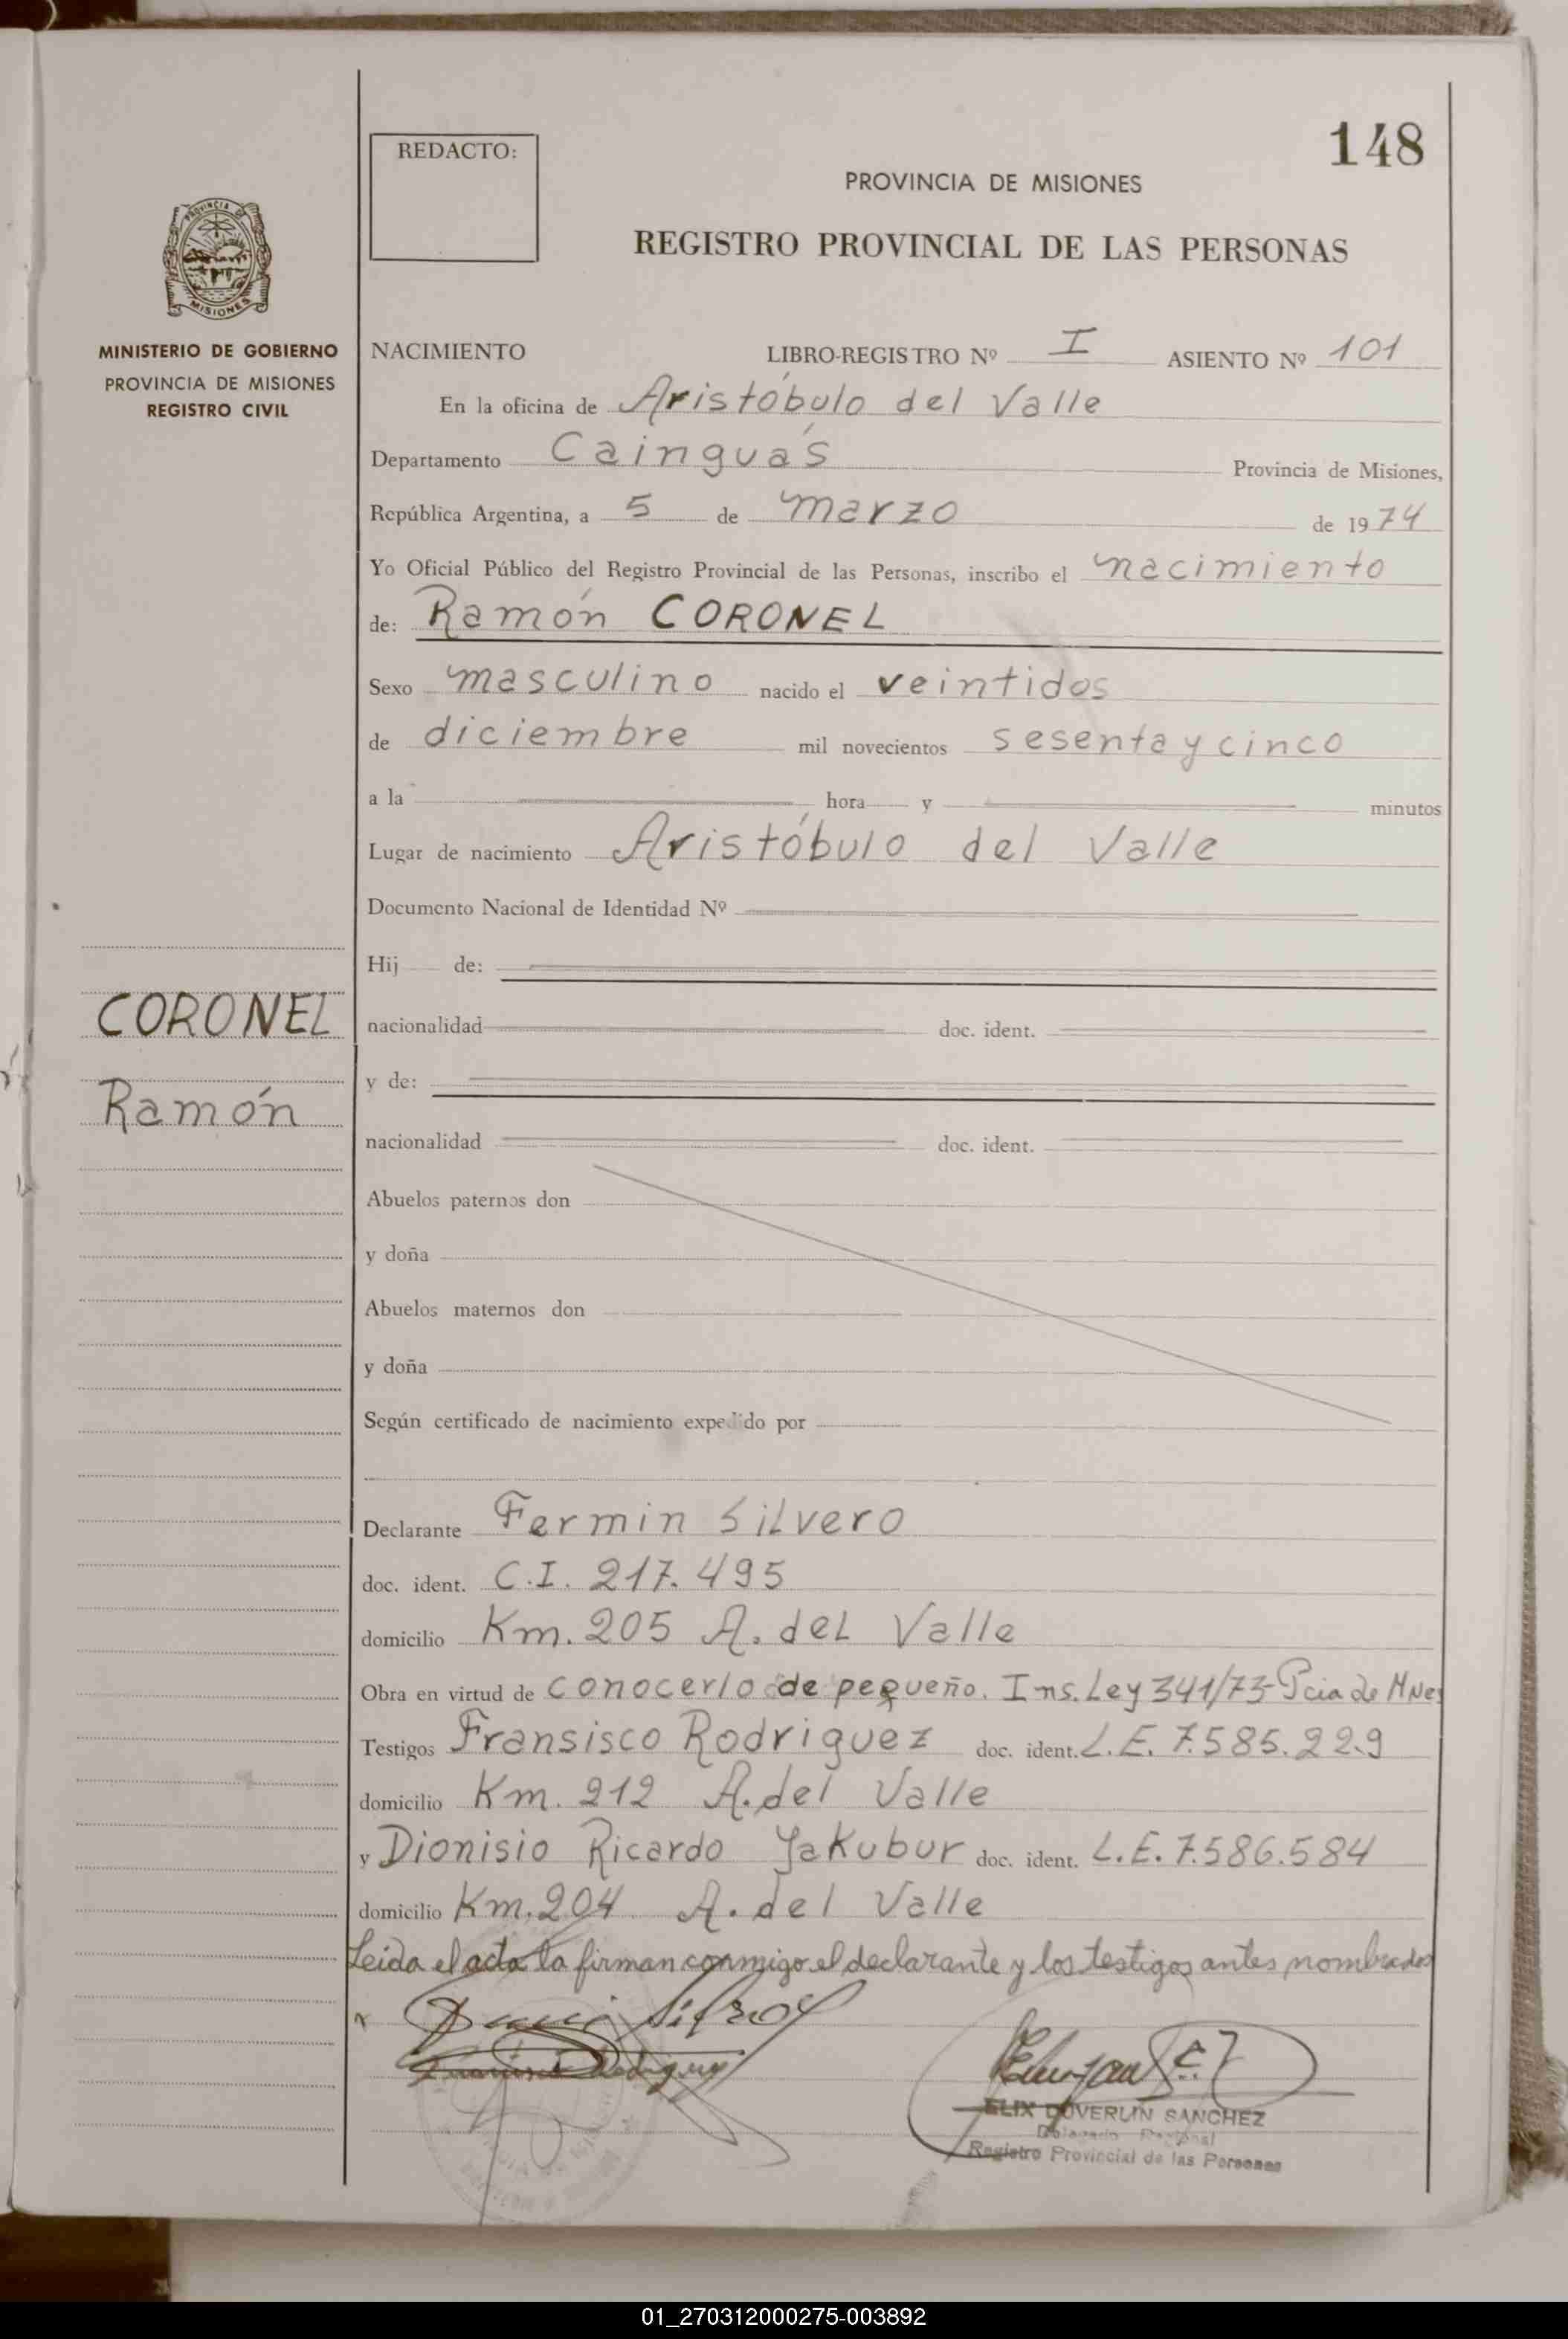 148
REDACTO:
PROVINCIA DE MISIONES
REGISTRO PROVINCIAL DE LAS PERSONAS
PROVINCIA DE
MISIONES
MINISTERIO DE GOBIERNO
PROVINCIA DE MISIONES
REGISTRO CIVIL
NACIMIENTO LIBRO-REGISTRO Nº I ASIENTO Nº 101
En la oficina de Aristóbulo del Valle
Departamento Cainguás Provincia de Misiones,
República Argentina, a 5 de marzo de 1974
Yo Oficial Público del Registro Provincial de las Personas, inscribo el nacimiento
de: Ramón CORONEL
Sexo masculino nacido el veintidos
de diciembre mil novecientos sesenta y cinco
a la hora y minutos
Lugar de nacimiento Aristóbulo del Valle
Documento Nacional de Identidad Nº
Hij de:
CORONEL
nacionalidad doc. ident.
y de:
Ramón
nacionalidad doc. ident.
Abuelos paternos don
y doña
Abuelos maternos don
y doña
Según certificado de nacimiento expedido por
Declarante Fermin Silvero
doc. ident. C.I. 217.495
domicilio Km. 205 A. del Valle
Obra en virtud de conocerlo de pequeño. Ins. Ley 341/73 Pcia de Mnes
Testigos Fransisco Rodriguez doc. ident. L.E. 7.585.229
domicilio Km. 212 A. del Valle
y Dionisio Ricardo Yakubur doc. ident. L.E. 7.586.584
domicilio Km. 204 A. del Valle
Leida el acta la firman conmigo el declarante y los testigos antes nombrados
ELIX DUVERLIN SANCHEZ
Registro Provincial de las Personas
01_270312000275-003892